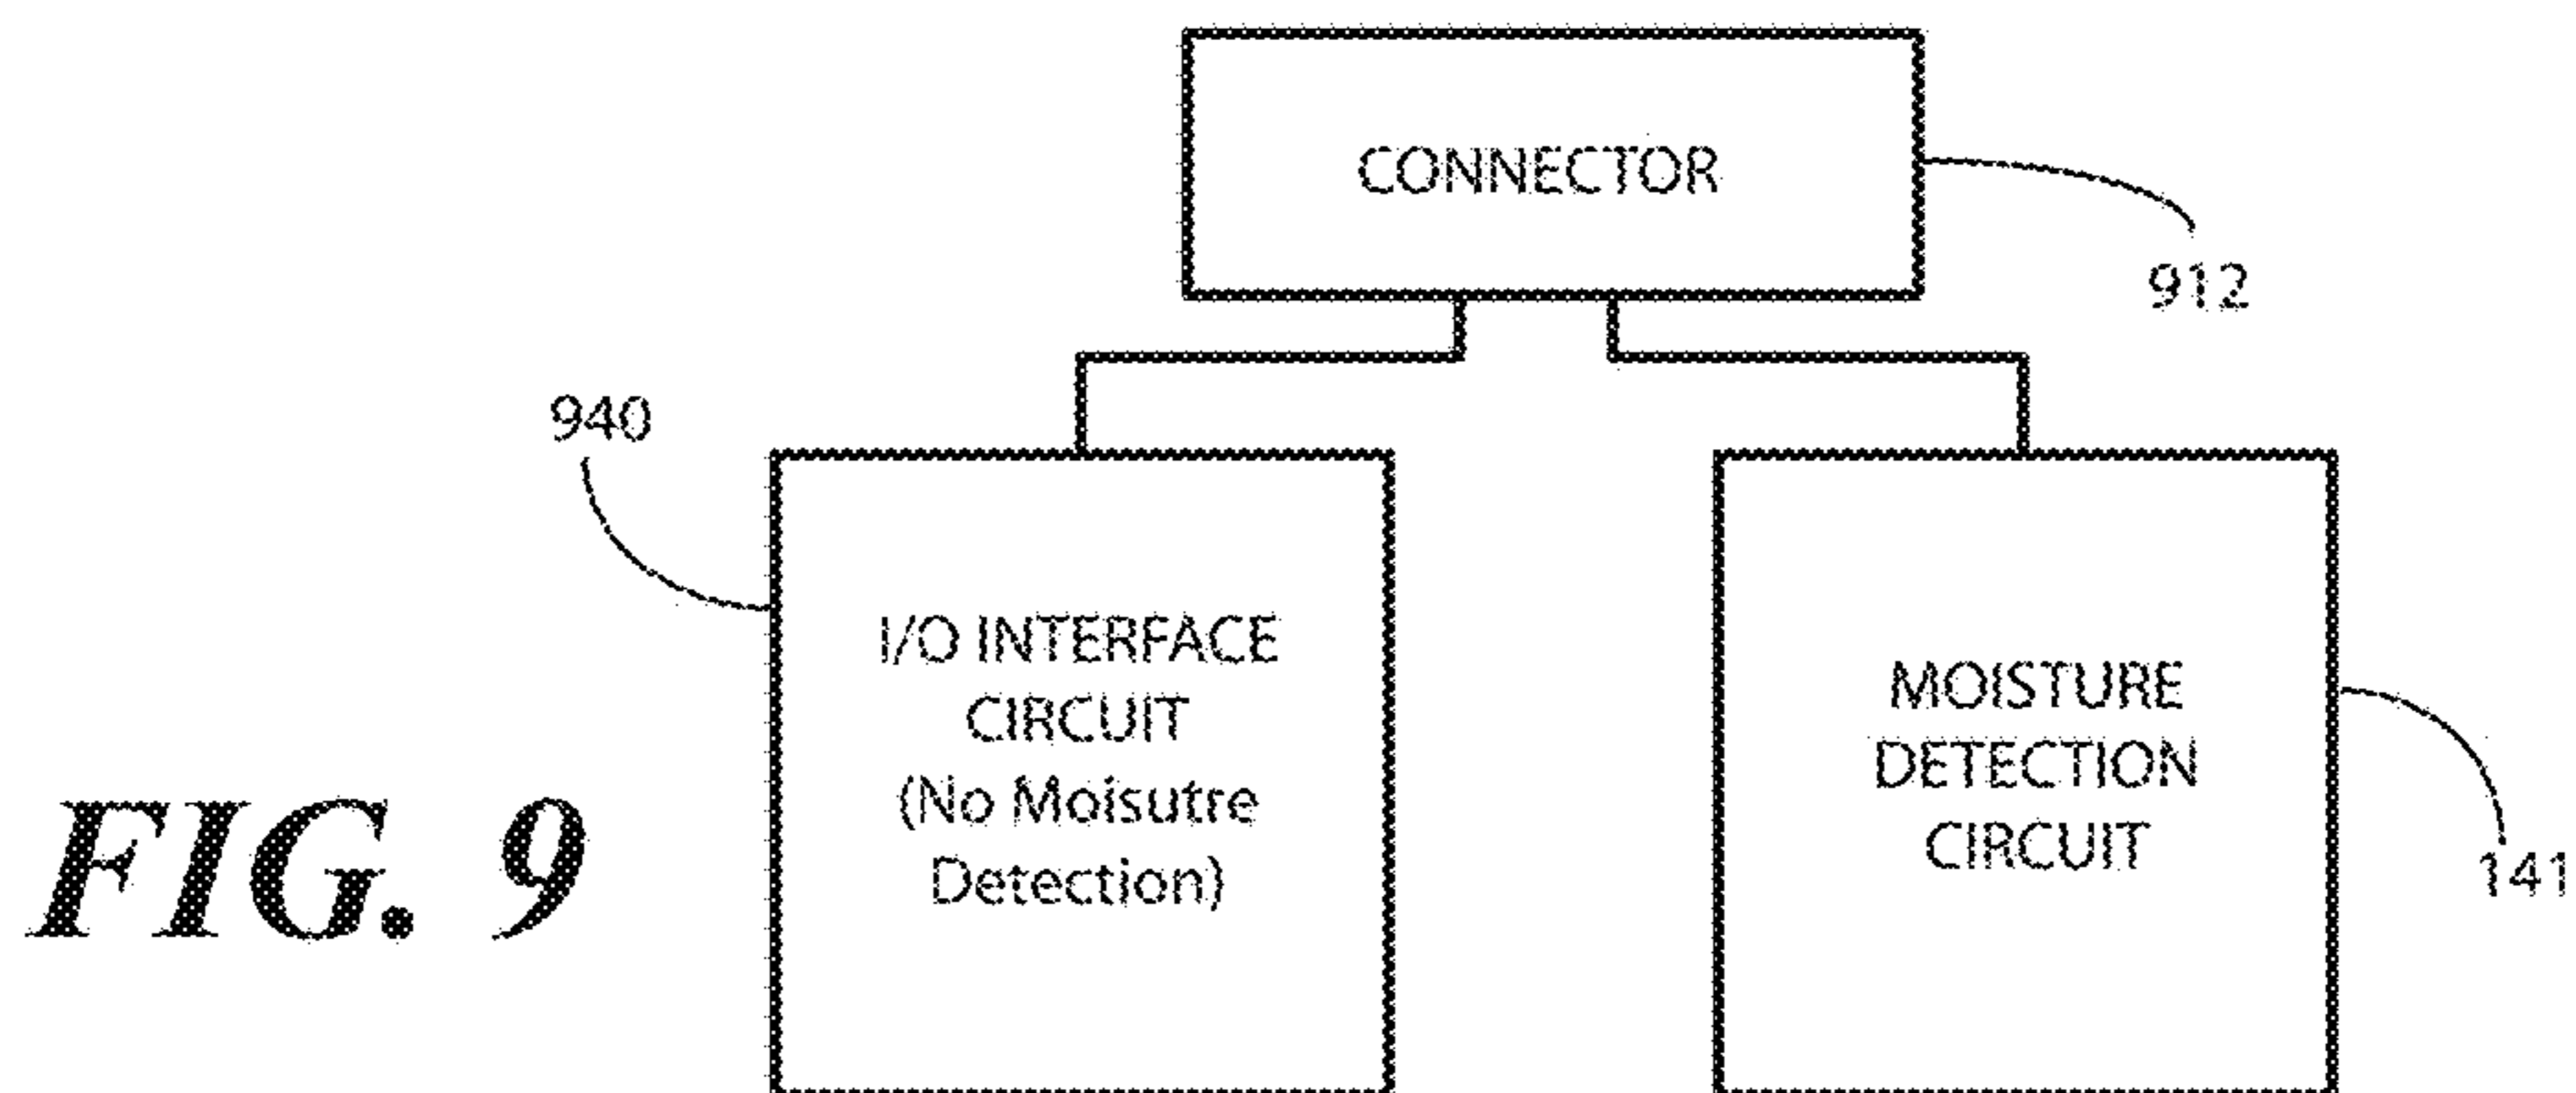 CONNECTOR
912
940
I/O INTERFACE
CIRCUIT
(No Moisutre
Detection)
MOISTURE
DETECTION
CIRCUIT
141
FIG. 9